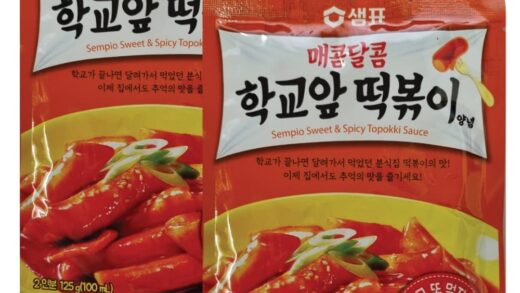 학교앞 떡
Sempio Sweet & Spicy Topokki
학교가 끝나면 달려가서 먹었던 분식
이제 집에서도 추억의 맛을 즐
2인분 125g(100mL)
샘표
매콤달콤
학교앞 떡볶이양념
Sempio Sweet & Spicy Topokki Sauce
학교가 끝나면 달려가서 먹었던 분식집 떡볶이의 맛!
이제 집에서도 추억의 맛을 즐기세요!